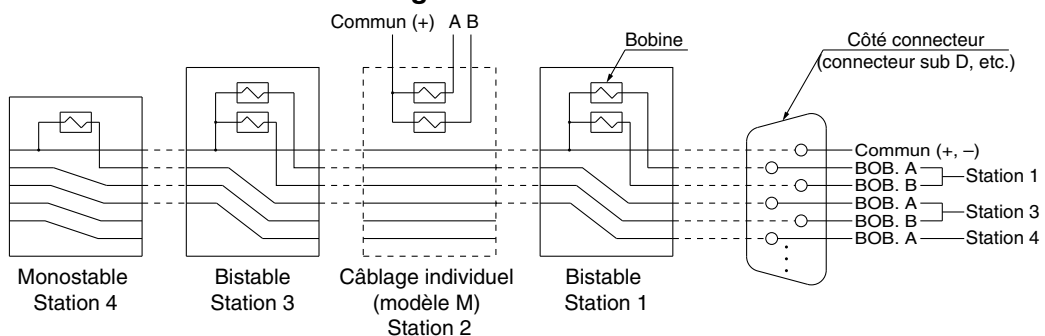 Commun (+) A B
Bobine
Côté connecteur
(connecteur sub D, etc.)
Commun (+, –)
BOB. A
BOB. B
Station 1
BOB. A
BOB. B
Station 3
BOB. A
Station 4
Monostable
Station 4
Bistable
Station 3
Câblage individuel
(modèle M)
Station 2
Bistable
Station 1